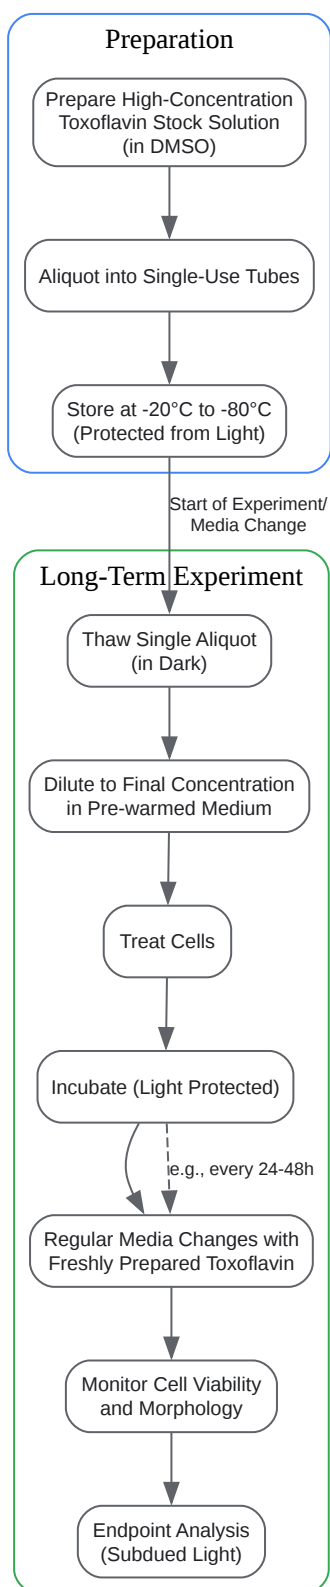 Preparation
Prepare High-Concentration
Toxoflavin Stock Solution
(in DMSO)
Aliquot into Single-Use Tubes
Store at -20°C to -80°C
(Protected from Light)
Start of Experiment/
Media Change
Long-Term Experiment
Thaw Single Aliquot
(in Dark)
Dilute to Final Concentration
in Pre-warmed Medium
Treat Cells
Incubate (Light Protected)
e.g., every 24-48h
Regular Media Changes with
Freshly Prepared Toxoflavin
Monitor Cell Viability
and Morphology
Endpoint Analysis
(Subdued Light)